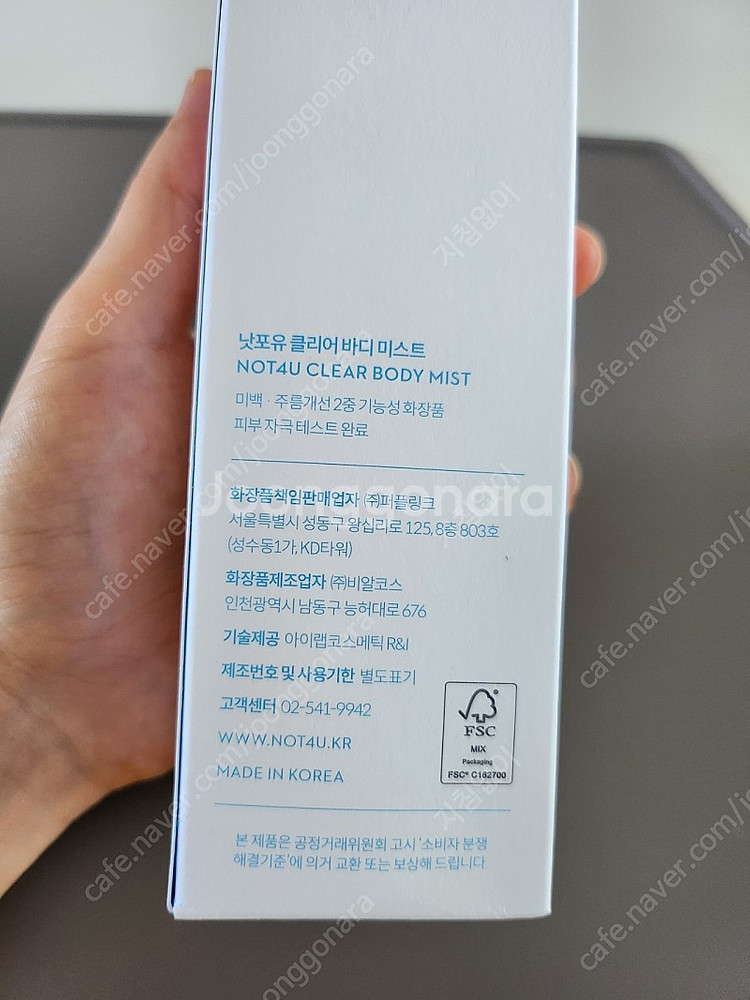 낫포유 클리어 바디 미스트
NOT4U CLEAR BODY MIST
미백 · 주름개선 2중 기능성 화장품
피부 자극 테스트 완료
화장품책임판매업자 ㈜퍼플링크
서울특별시 성동구 왕십리로 125, 8층 803호
(성수동1가, KD타워)
화장품제조업자 ㈜비알코스
인천광역시 남동구 능허대로 676
기술제공 아이랩코스메틱 R&I
제조번호 및 사용기한 별도표기
고객센터 02-541-9942
WWW.NOT4U.KR
MADE IN KOREA
FSC
MIX
Packaging
FSC® C162700
본 제품은 공정거래위원회 고시 '소비자 분쟁
해결기준'에 의거 교환 또는 보상해 드립니다.
Joonggonara
cafe.naver.com/joonggonara
지침없이